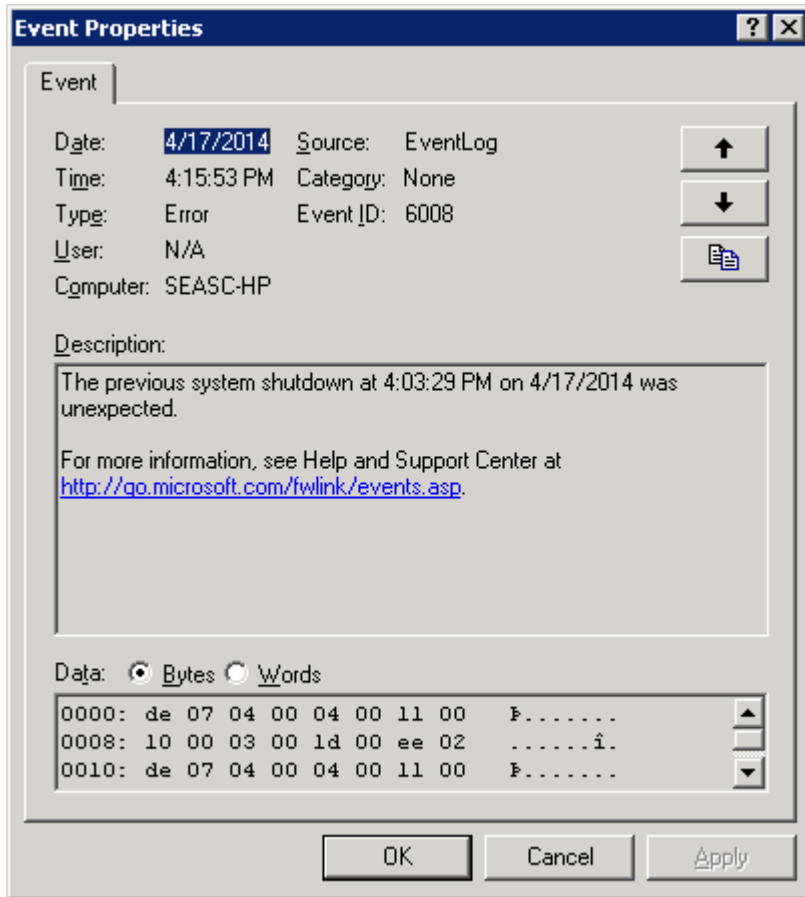 Event Properties
Event
Date: 4/17/2014 Source: EventLog
Time: 4:15:53 PM Category: None
Type: Error Event ID: 6008
User: N/A
Computer: SEASC-HP
Description:
The previous system shutdown at 4:03:29 PM on 4/17/2014 was
unexpected.
For more information, see Help and Support Center at
http://go.microsoft.com/fwlink/events.asp.
Data: Bytes Words
0000: de 07 04 00 04 00 11 00 Þ.......
0008: 10 00 03 00 1d 00 ee 02 ......î.
0010: de 07 04 00 04 00 11 00 Þ.......
OK Cancel Apply